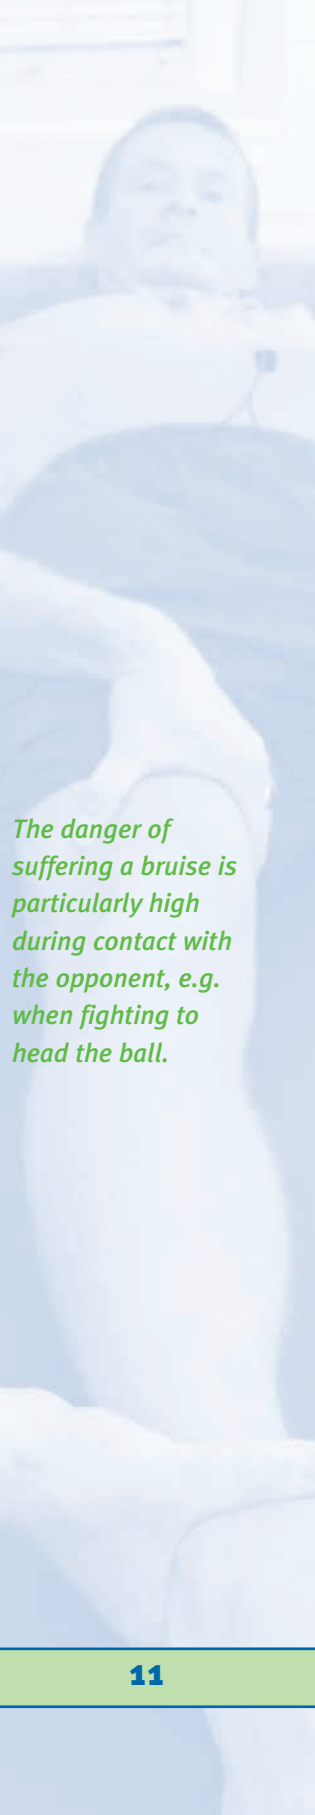 The danger of
suffering a bruise is
particularly high
during contact with
the opponent, e.g.
when fighting to
head the ball.
11